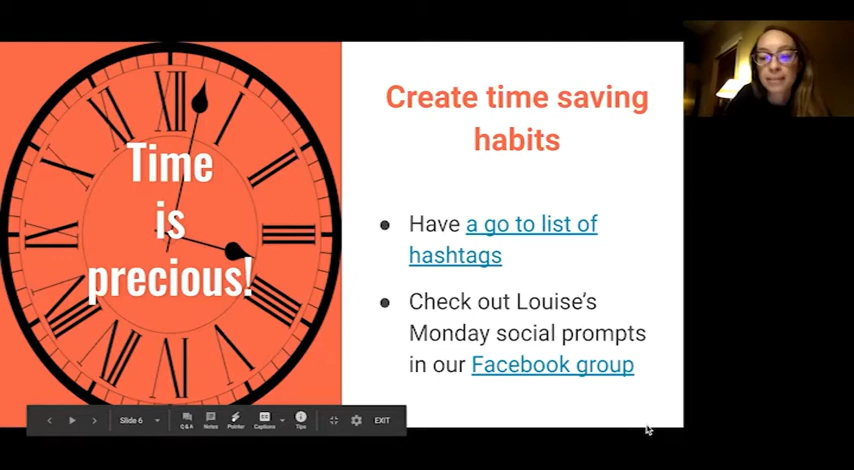 XII
Time
is
precious!
Create time saving
habits
● Have a go to list of
hashtags
● Check out Louise's
Monday social prompts
in our Facebook group
Slide 6
Q&A
Notes
Pointer
Captions
Tips
EXIT